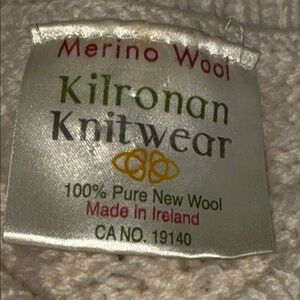 Merino Wool
Kilronan
Knitwear
100% Pure New Wool
Made in Ireland
CA NO. 19140